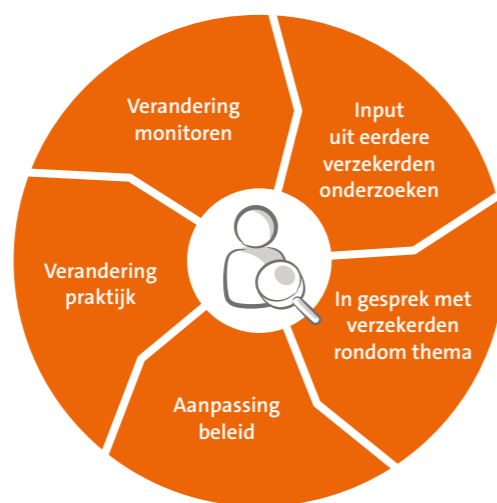 Input
uit eerdere
verzekerden
onderzoeken
In gesprek met
verzekerden
rondom thema
Aanpassing
beleid
Verandering
praktijk
Verandering
monitoren